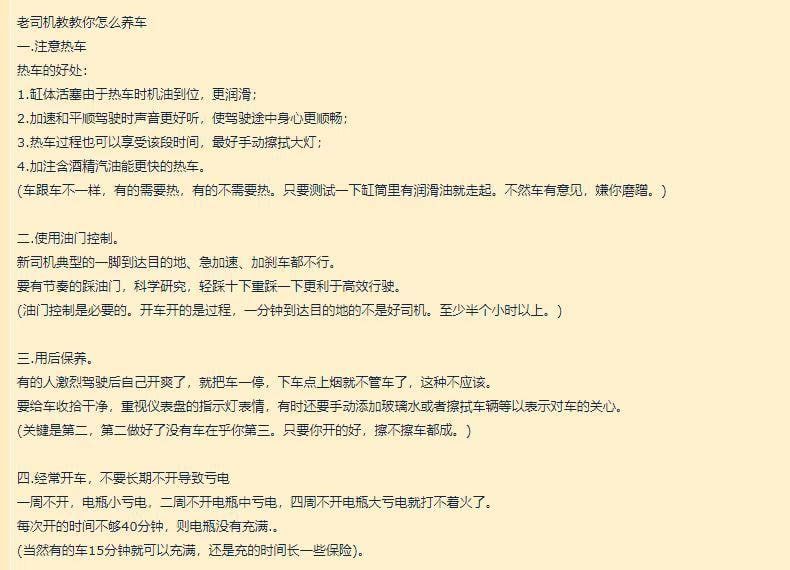 老司机教教你怎么养车
一.注意热车
热车的好处:
1.缸体活塞由于热车时机油到位，更润滑；
2.加速和平顺驾驶时声音更好听，使驾驶途中身心更顺畅；
3.热车过程也可以享受该段时间，最好手动擦拭大灯；
4.加注含酒精汽油能更快的热车。
(车跟车不一样，有的需要热，有的不需要热。只要测试一下缸筒里有润滑油就走起。不然车有意见，嫌你磨蹭。)
二.使用油门控制。
新司机典型的一脚到达目的地、急加速、加刹车都不行。
要有节奏的踩油门，科学研究，轻踩十下重踩一下更利于高效行驶。
(油门控制是必要的。开车开的是过程，一分钟到达目的地的不是好司机。至少半个小时以上。)
三.用后保养。
有的人激烈驾驶后自己开爽了，就把车一停，下车点上烟就不管车了，这种不应该。
要给车收拾干净，重视仪表盘的指示灯表情，有时还要手动添加玻璃水或者擦拭车辆等以表示对车的关心。
(关键是第二，第二做好了没有车在乎你第三。只要你开的好，擦不擦车都成。)
四.经常开车，不要长期不开导致亏电
一周不开，电瓶小亏电，二周不开电瓶中亏电，四周不开电瓶大亏电就打不着火了。
每次开的时间不够40分钟，则电瓶没有充满.。
(当然有的车15分钟就可以充满，还是充的时间长一些保险)。